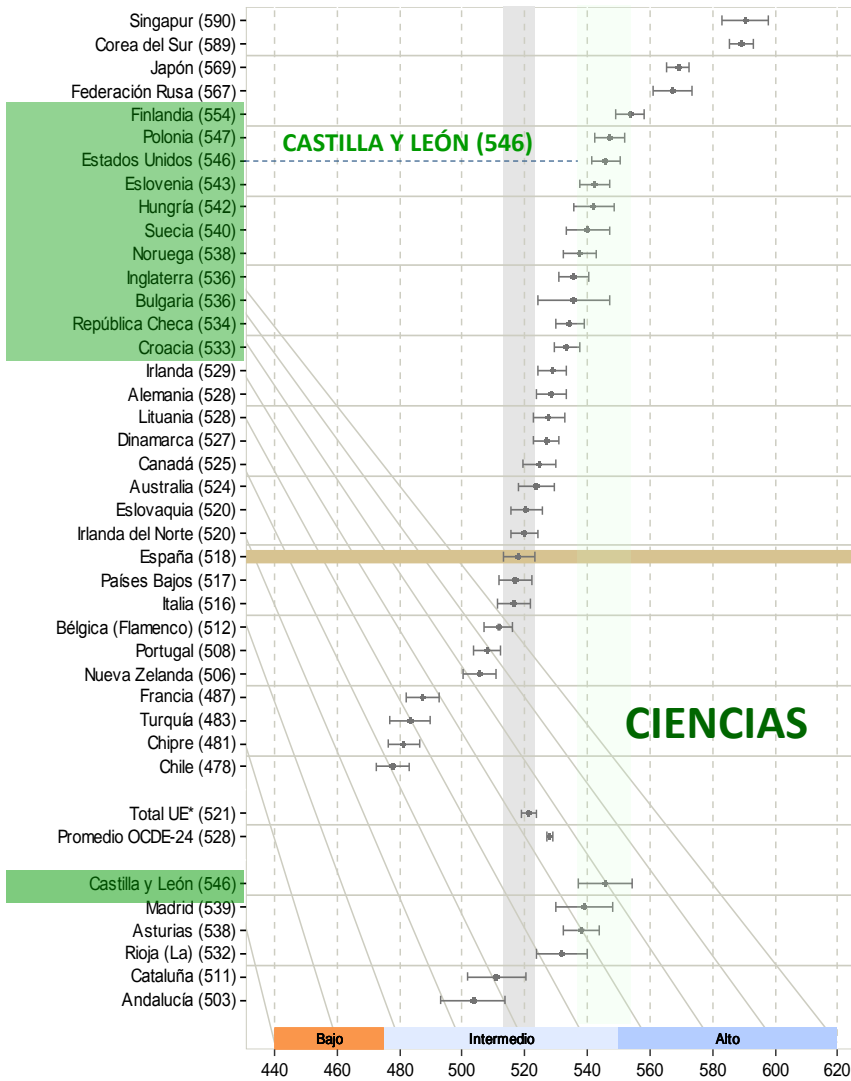 Singapur (590)
Corea del Sur (589)
Japón (569)
Federación Rusa (567)
Finlandia (554)
Polonia (547)
CASTILLA Y LEÓN (546)
Estados Unidos (546)
Eslovenia (543)
Hungría (542)
Suecia (540)
Noruega (538)
Inglaterra (536)
Bulgaria (536)
República Checa (534)
Croacia (533)
Irlanda (529)
Alemania (528)
Lituania (528)
Dinamarca (527)
Canadá (525)
Australia (524)
Eslovaquia (520)
Irlanda del Norte (520)
España (518)
Países Bajos (517)
Italia (516)
Bélgica (Flamenco) (512)
Portugal (508)
Nueva Zelanda (506)
Francia (487)
CIENCIAS
Turquía (483)
Chipre (481)
Chile (478)
Total UE* (521)
Promedio OCDE-24 (528)
Castilla y León (546)
Madrid (539)
Asturias (538)
Rioja (La) (532)
Cataluña (511)
Andalucía (503)
Bajo Intermedio Alto
440 460 480 500 520 540 560 580 600 620